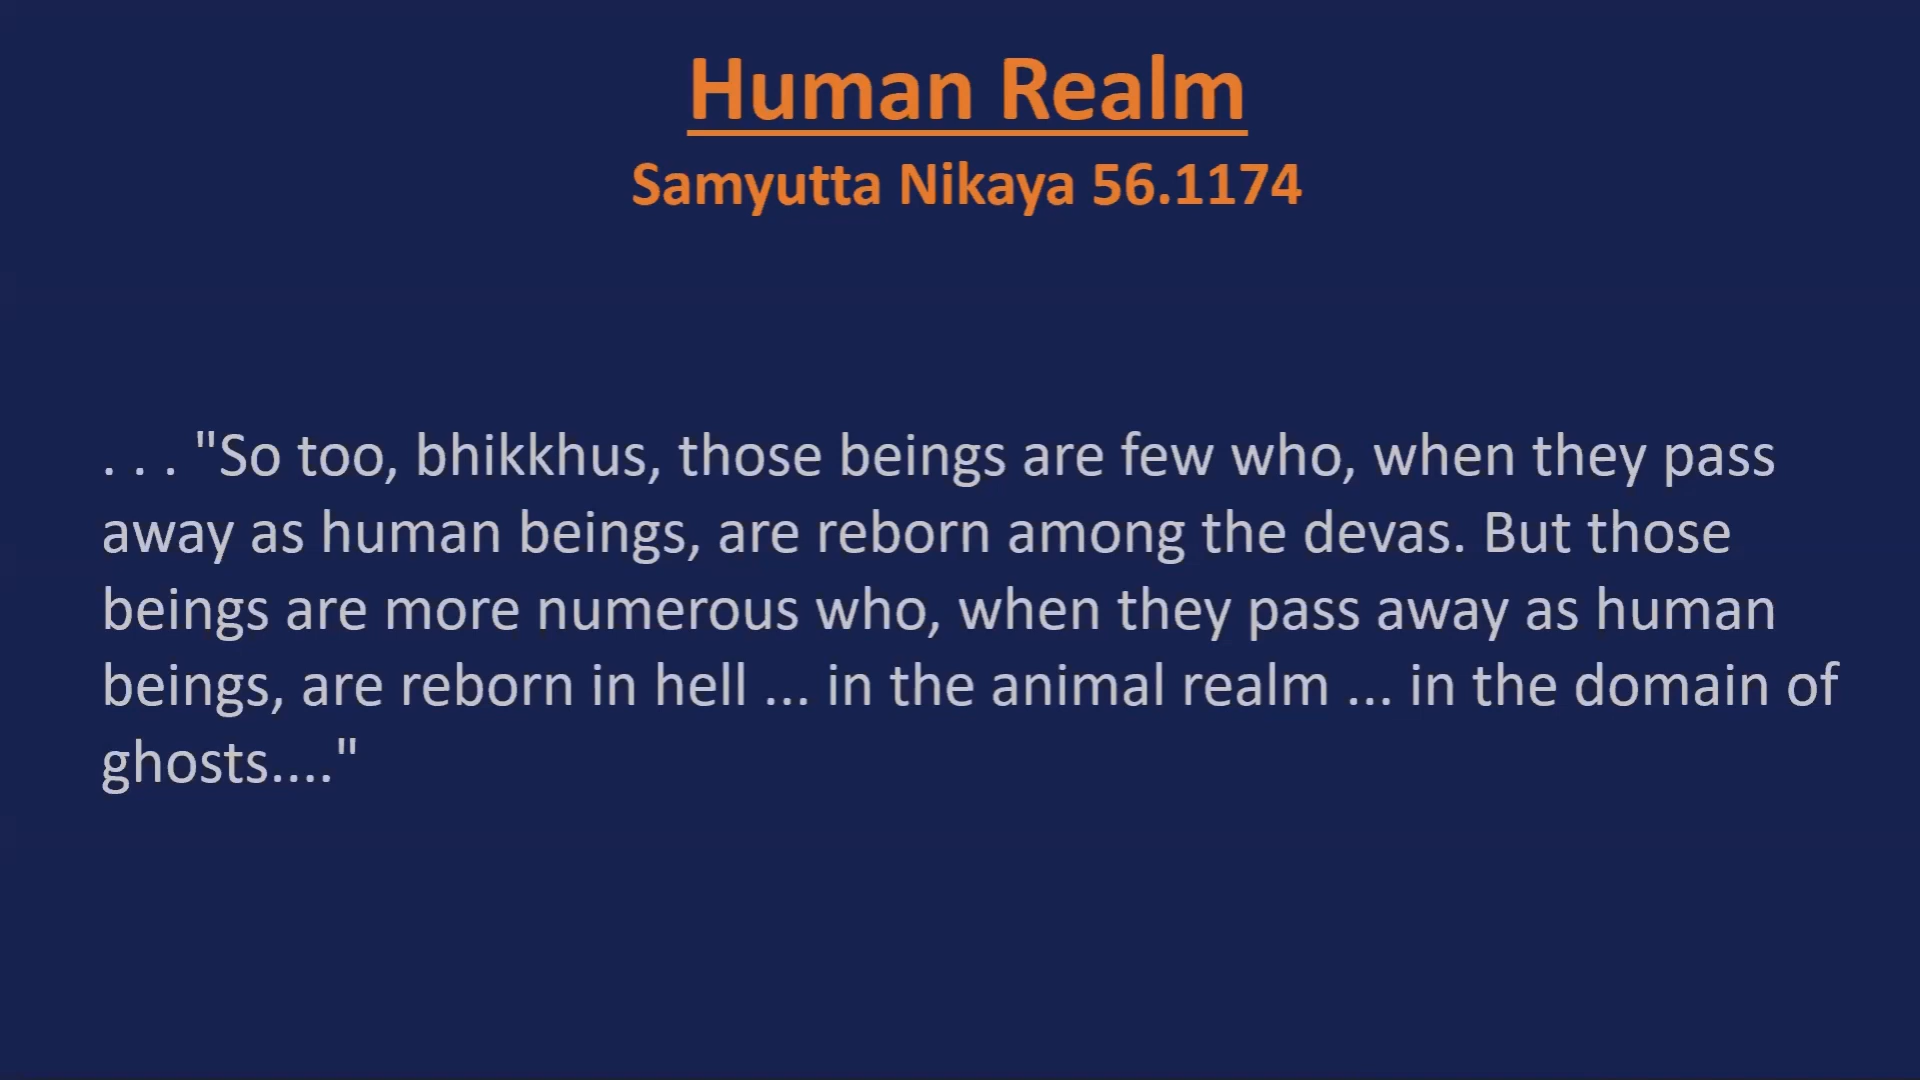 Human Realm
Samyutta Nikaya 56.1174
. . . "So too, bhikkhus, those beings are few who, when they pass
away as human beings, are reborn among the devas. But those
beings are more numerous who, when they pass away as human
beings, are reborn in hell ... in the animal realm ... in the domain of
ghosts...."